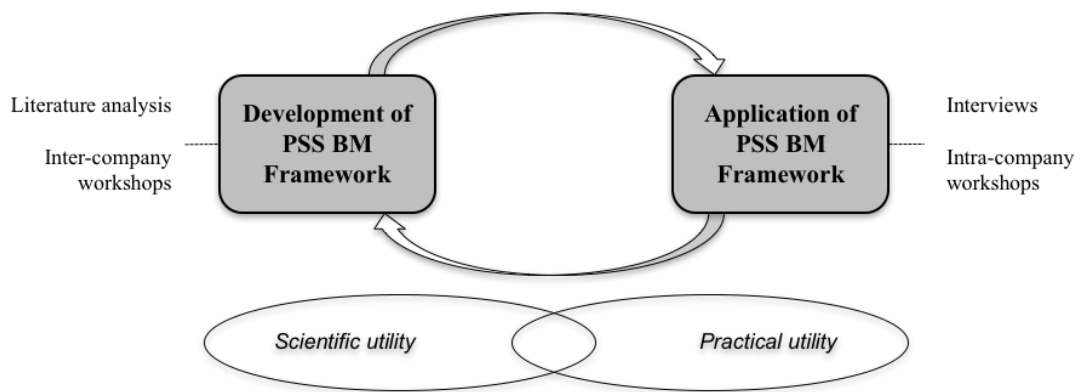 Literature analysis
Inter-company
workshops
Development of
PSS BM
Framework
Application of
PSS BM
Framework
Interviews
Intra-company
workshops
Scientific utility
Practical utility